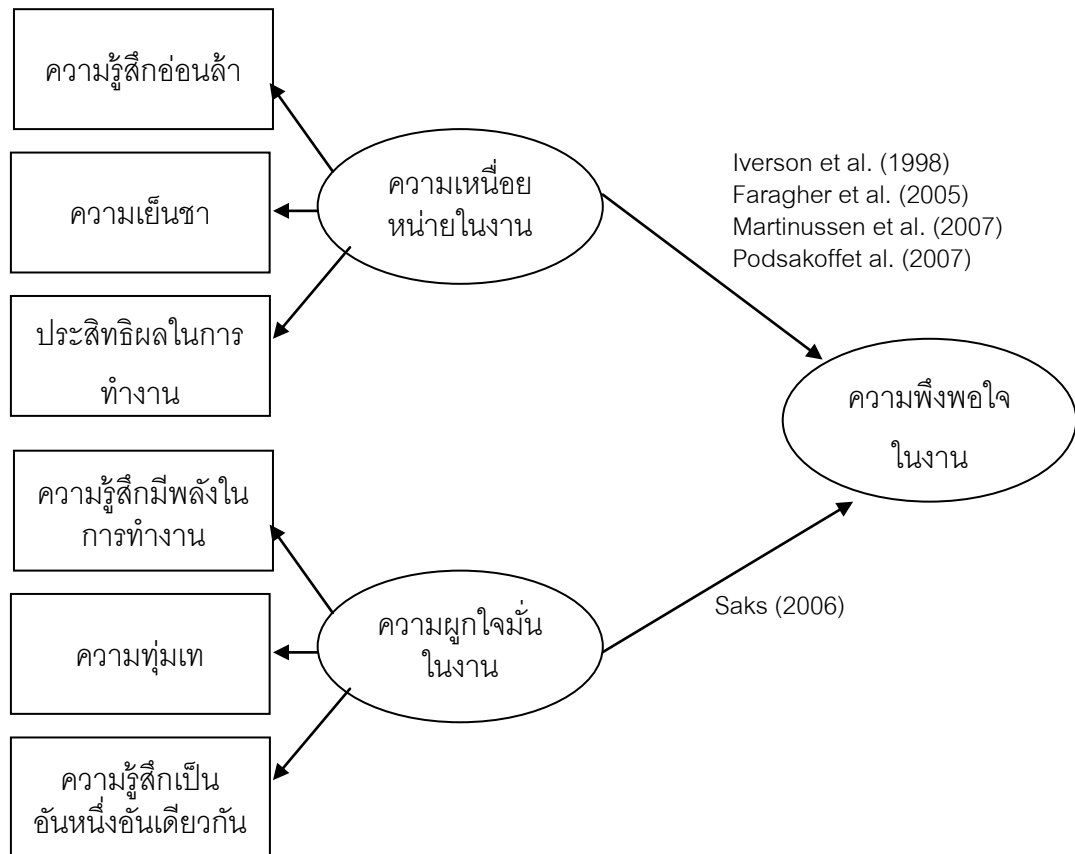 ความรู้สึกอ่อนล้า
ความเย็นชา
ประสิทธิผลในการ
ทำงาน
ความเหนื่อย
หน่ายในงาน
Iverson et al. (1998)
Faragher et al. (2005)
Martinussen et al. (2007)
Podsakoffet al. (2007)
ความพึงพอใจ
ในงาน
ความรู้สึกมีพลังใน
การทำงาน
ความทุ่มเท
ความรู้สึกเป็น
อันหนึ่งอันเดียวกัน
ความผูกใจมั่น
ในงาน
Saks (2006)